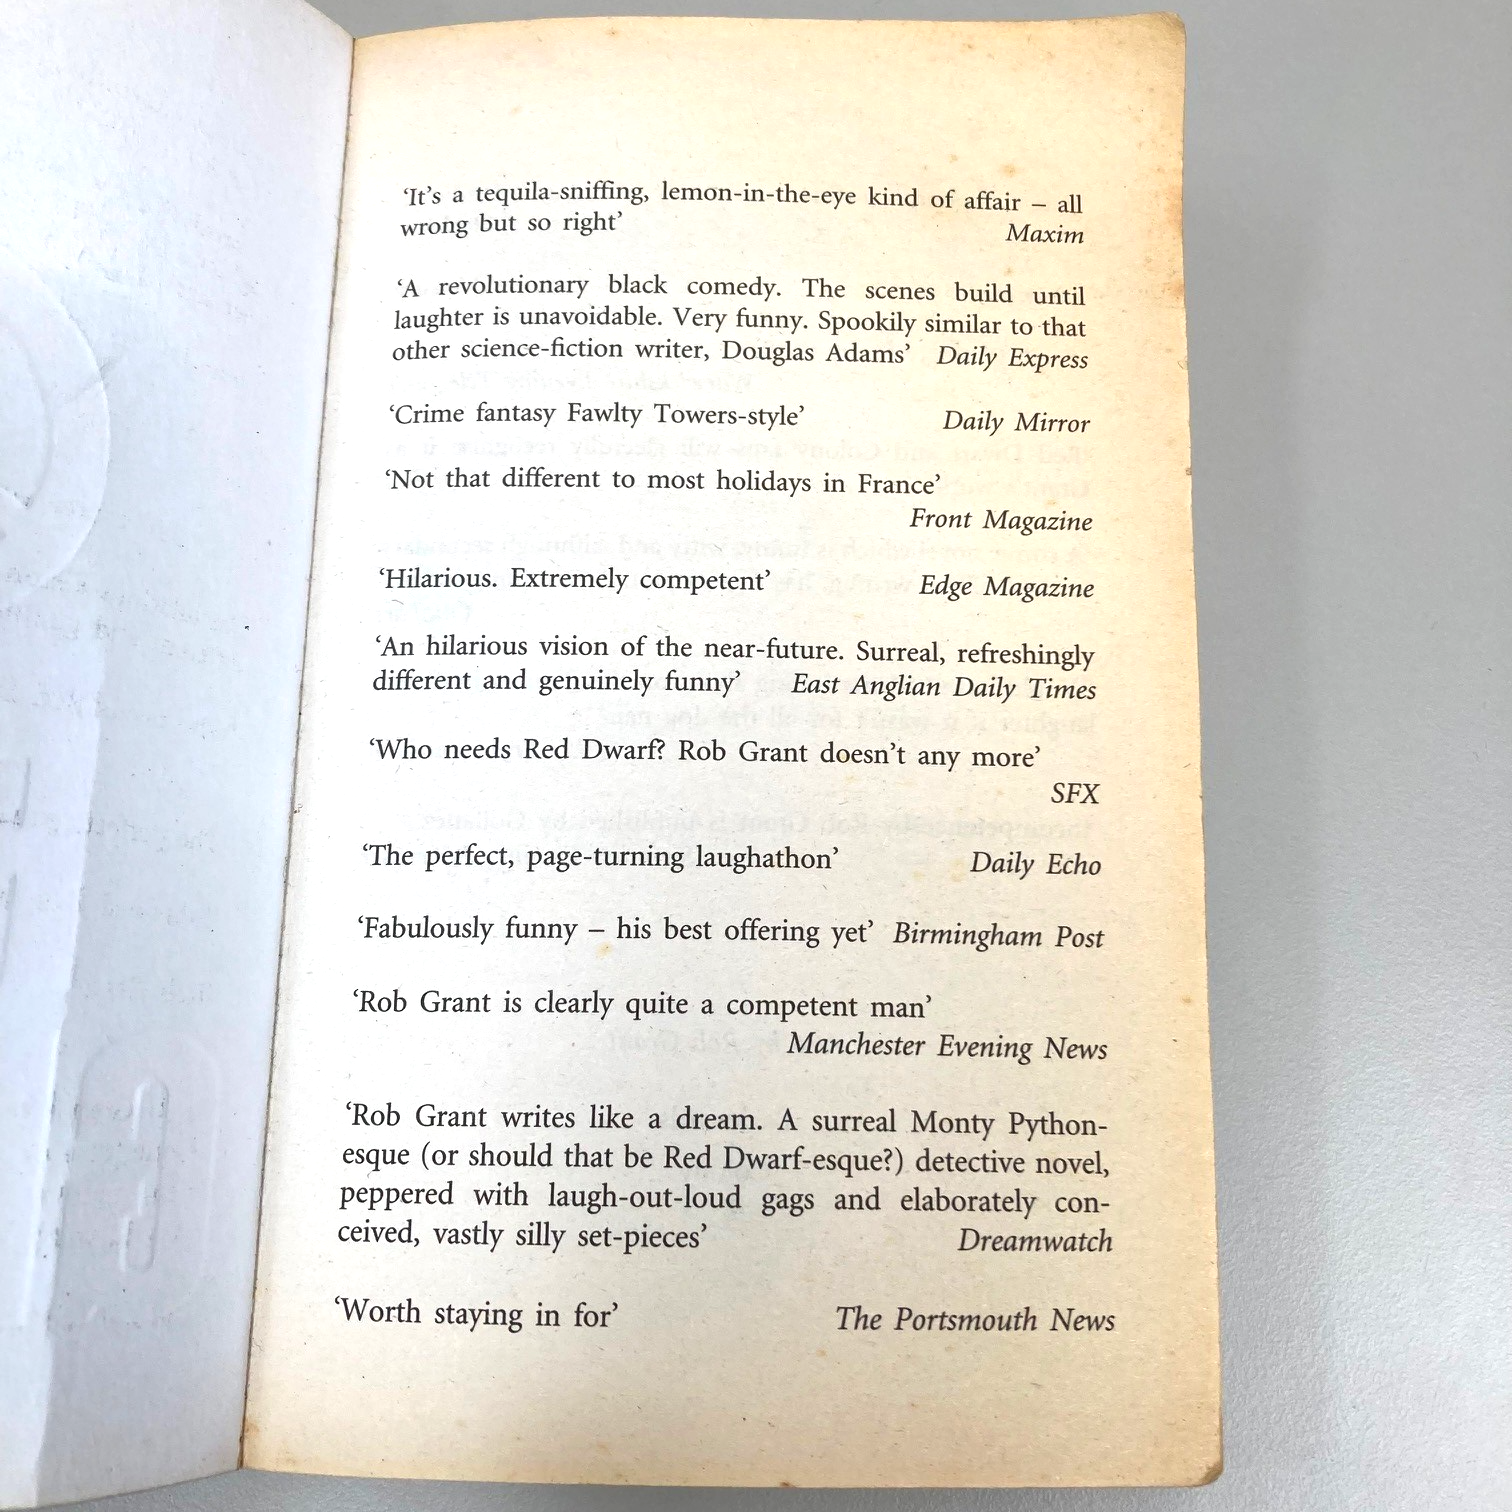 ‘It’s a tequila-sniffing, lemon-in-the-eye kind of affair – all
wrong but so right’ Maxim
‘A revolutionary black comedy. The scenes build until
laughter is unavoidable. Very funny. Spookily similar to that
other science-fiction writer, Douglas Adams’ Daily Express
‘Crime fantasy Fawlty Towers-style’ Daily Mirror
‘Not that different to most holidays in France’
Front Magazine
‘Hilarious. Extremely competent’ Edge Magazine
‘An hilarious vision of the near-future. Surreal, refreshingly
different and genuinely funny’ East Anglian Daily Times
‘Who needs Red Dwarf? Rob Grant doesn’t any more’
SFX
‘The perfect, page-turning laughathon’ Daily Echo
‘Fabulously funny – his best offering yet’ Birmingham Post
‘Rob Grant is clearly quite a competent man’
Manchester Evening News
‘Rob Grant writes like a dream. A surreal Monty Python-
esque (or should that be Red Dwarf-esque?) detective novel,
peppered with laugh-out-loud gags and elaborately con-
ceived, vastly silly set-pieces’ Dreamwatch
‘Worth staying in for’ The Portsmouth News